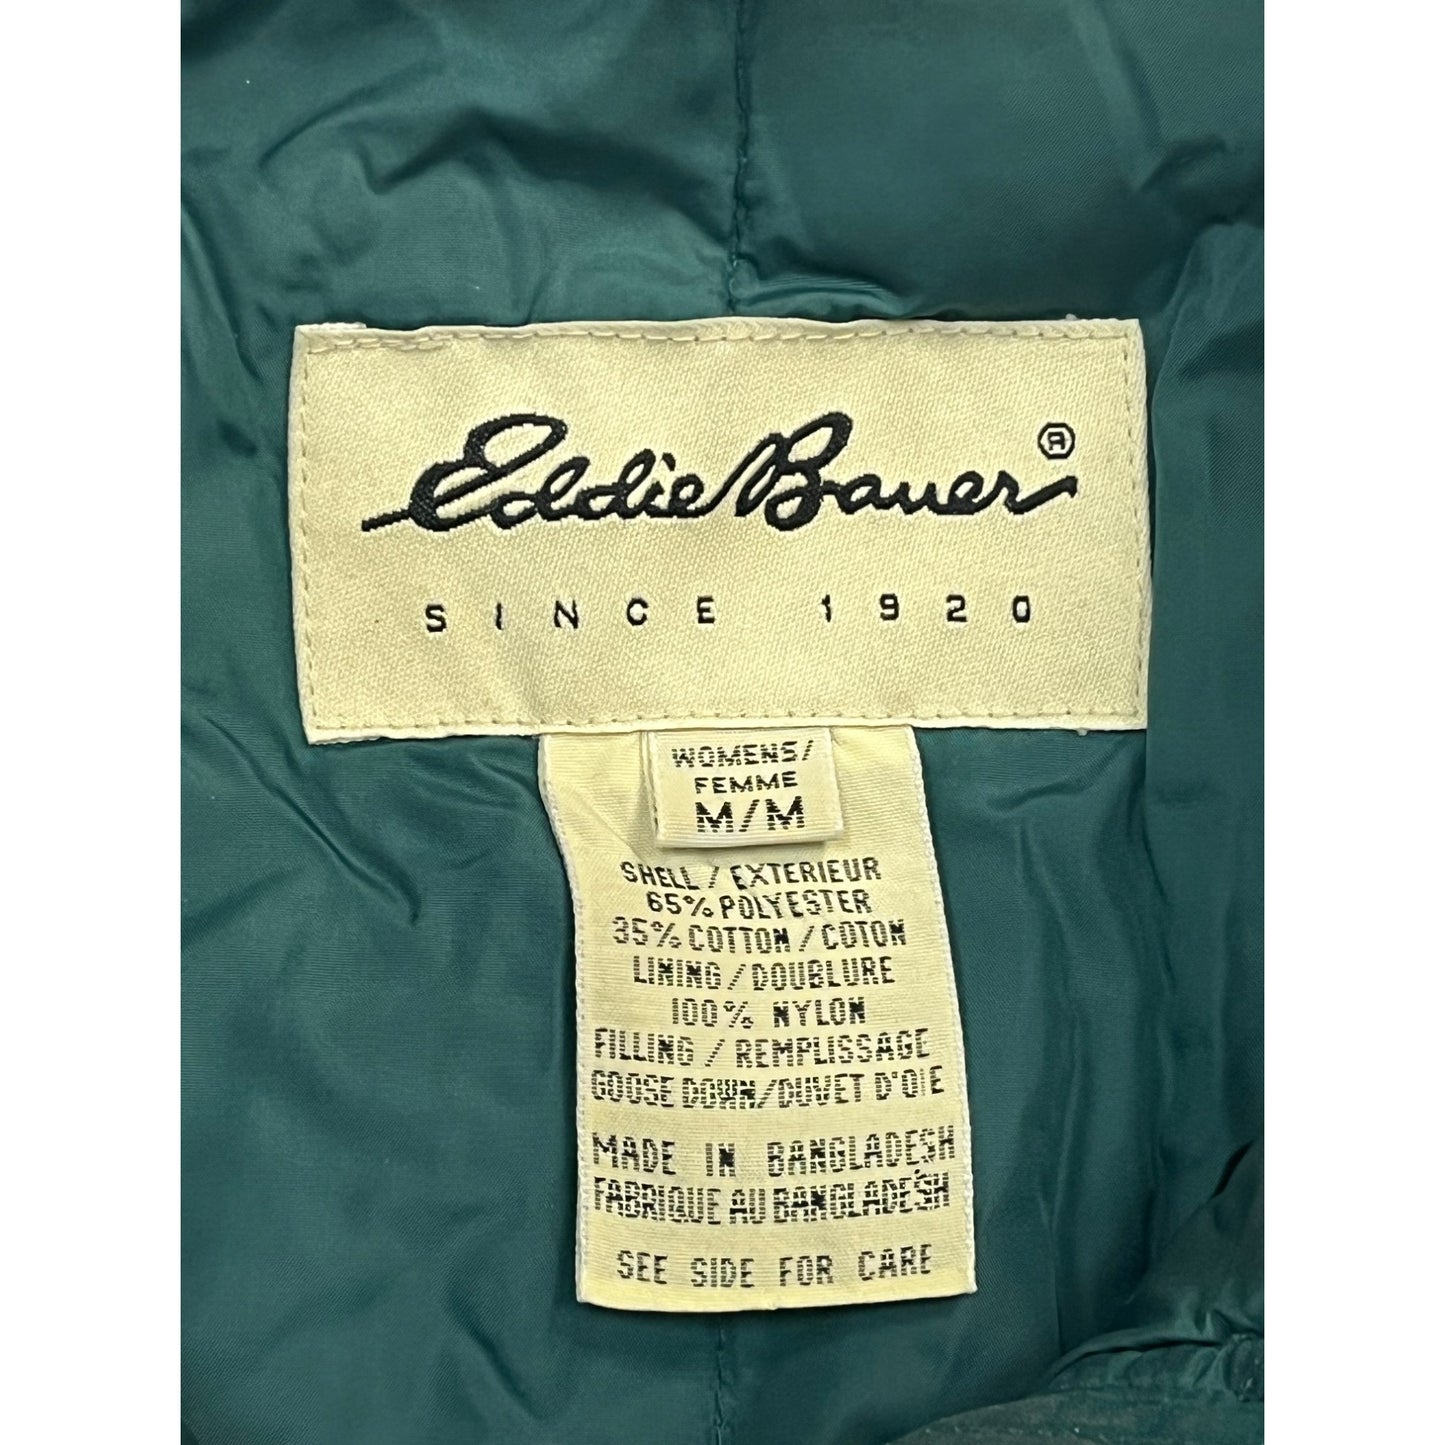 Eddie Bauer®
SINCE 1920
WOMENS/
FEMME
M/M
SHELL / EXTERIEUR
65% POLYESTER
35% COTTON / COTON
LINING / DOUBLURE
100% NYLON
FILLING / REMPLISSAGE
GOOSE DOWN/DUVET D'OIE
MADE IN BANGLADESH
FABRIQUE AU BANGLADESH
SEE SIDE FOR CARE